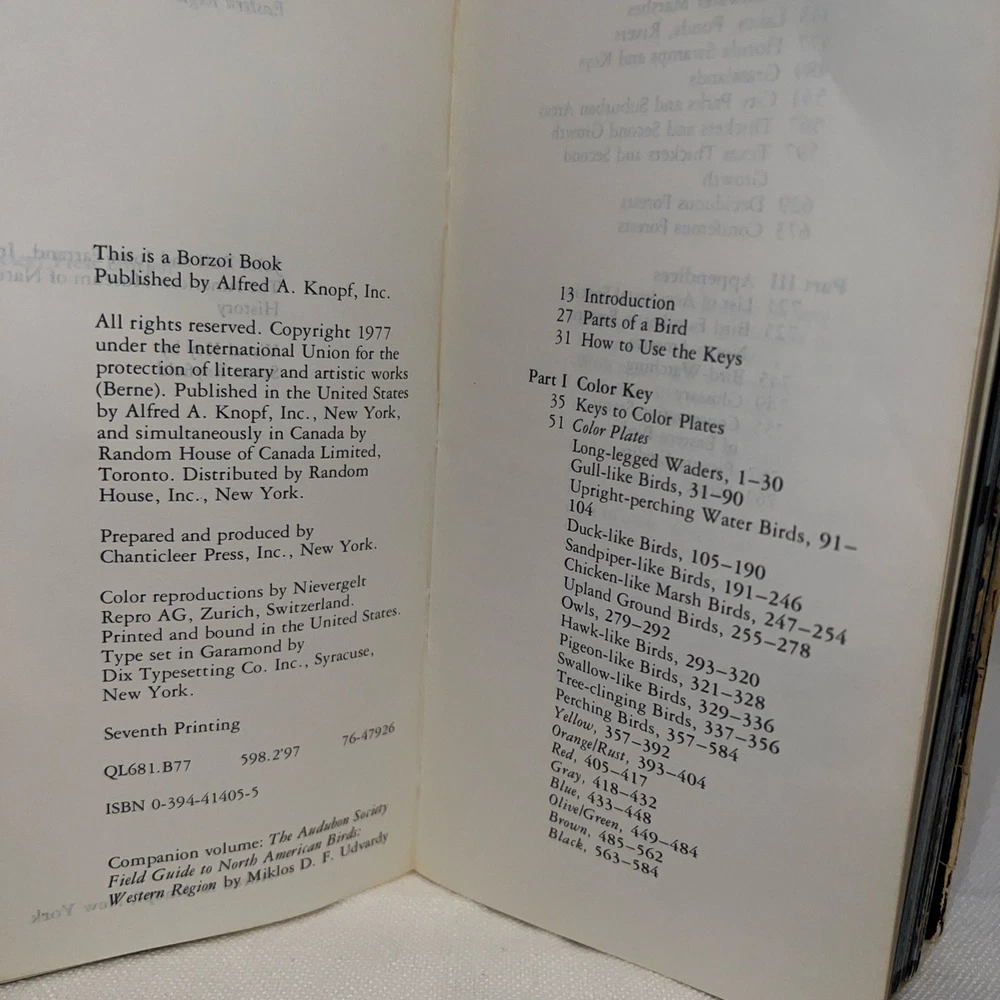 This is a Borzoi Book
Published by Alfred A. Knopf, Inc.
All rights reserved. Copyright 1977
under the International Union for the
protection of literary and artistic works
(Berne). Published in the United States
by Alfred A. Knopf, Inc., New York,
and simultaneously in Canada by
Random House of Canada Limited,
Toronto. Distributed by Random
House, Inc., New York.
Prepared and produced by
Chanticleer Press, Inc., New York.
Color reproductions by Nievergelt
Repro AG, Zurich, Switzerland.
Printed and bound in the United States.
Type set in Garamond by
Dix Typesetting Co. Inc., Syracuse,
New York.
Seventh Printing
QL681.B77 598.2'97 76-47926
ISBN 0-394-41405-5
Companion volume: The Audubon Society
Field Guide to North American Birds:
Western Region by Miklos D. F. Udvardy
13 Introduction
27 Parts of a Bird
31 How to Use the Keys
Part I Color Key
35 Keys to Color Plates
51 Color Plates
Long-legged Waders, 1–30
Gull-like Birds, 31–90
Upright-perching Water Birds, 91–
104
Duck-like Birds, 105–190
Sandpiper-like Birds, 191–246
Chicken-like Marsh Birds, 247–254
Upland Ground Birds, 255–278
Owls, 279–292
Hawk-like Birds, 293–320
Pigeon-like Birds, 321–328
Swallow-like Birds, 329–336
Tree-clinging Birds, 337–356
Perching Birds, 357–584
Yellow, 357–392
Orange/Rust, 393–404
Red, 405–417
Gray, 418–432
Blue, 433–448
Olive/Green, 449–484
Brown, 485–562
Black, 563–584